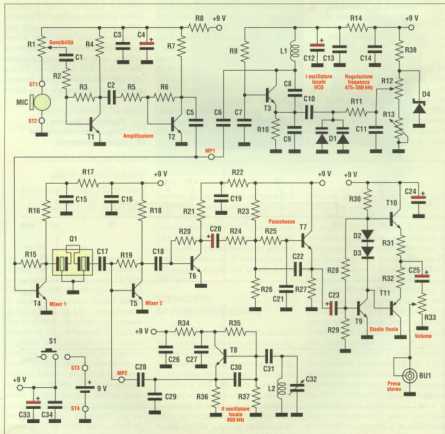 +9 V
+9 V
R8
R14
R1
Sensibilità
R4
C3
C4
R7
R9
L1
C12
C13
C14
R38
C1
ST1
R2
MIC
ST2
R3
C2
R5
R6
C5
C6
C7
T3
C8
I oscillatore
locale
VCO
Regolazione
frequenza
475-550 kHz
R12
D4
T1
Amplificatore
T2
MP1
R10
C9
C10
D1
R11
C11
R13
R17
+9 V
R22
+9 V
+9 V
R16
C15
C16
R18
R21
C19
R23
Passabasso
R30
T10
C24
Q1
R15
C17
R19
C18
R20
C20
R24
R25
T7
D2
D3
R31
T4
Mixer 1
T5
Mixer 2
T6
C22
R28
R32
C25
R26
C21
R27
C23
T9
T11
R33
R29
Stadio finale
Volume
S1
+9 V
ST3
+9 V
+9 V
R34
R35
C26
C27
T8
MP2
C28
C30
C31
9 V
C29
R36
R37
L2
C32
C33
C34
ST4
II oscillatore
locale
460 kHz
Presa
stereo
BU1